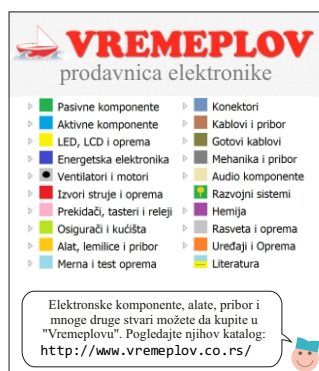 VREMEPLOV
prodavnica elektronike
Pasivne komponente
Aktivne komponente
LED, LCD i oprema
Energetska elektronika
Ventilatori i motori
Izvori struje i oprema
Prekidači, tasteri i releji
Osigurači i kućišta
Alat, lemilice i pribor
Merna i test oprema
Konektori
Kablovi i pribor
Gotovi kablovi
Mehanika i pribor
Audio komponente
Razvojni sistemi
Hemija
Rasveta i oprema
Uređaji i Oprema
Literatura
Elektronske komponente, alate, pribor i
mnoge druge stvari možete da kupite u
"Vremeplovu". Pogledajte njihov katalog:
http://www.vremeplov.co.rs/